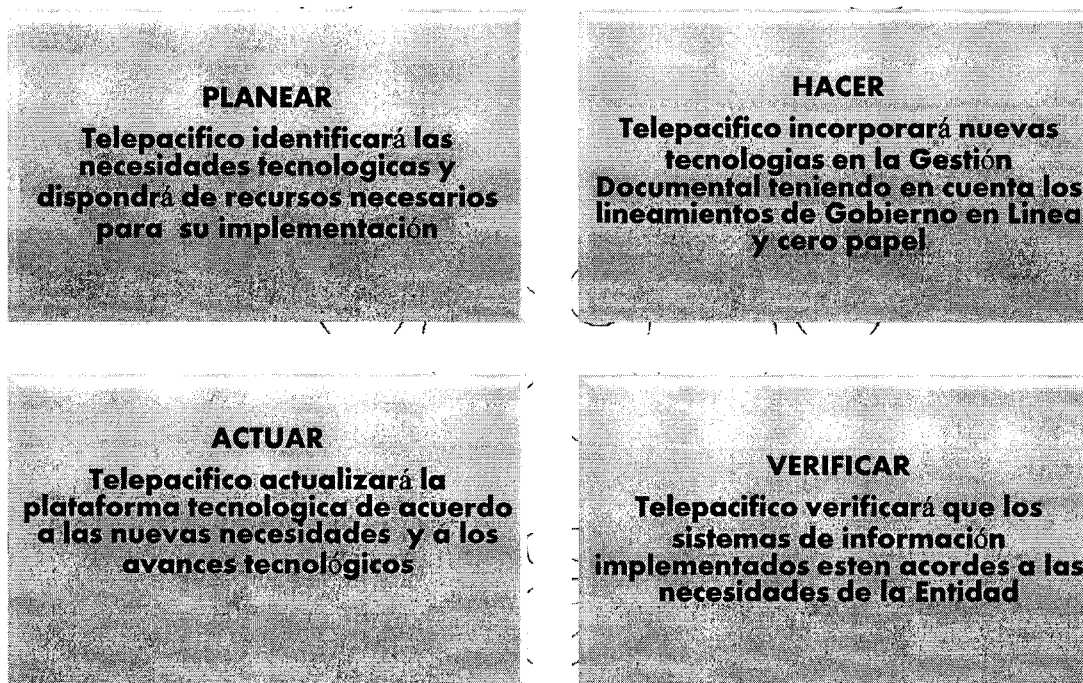 PLANEAR
Telepacifico identificará las
necesidades tecnologicas y
dispondrá de recursos necesarios
para su implementación
HACER
Telepacifico incorporará nuevas
tecnologias en la Gestión
Documental teniendo en cuenta los
lineamientos de Gobierno en Linea
y cero papel
ACTUAR
Telepacifico actualizará la
plataforma tecnologica de acuerdo
a las nuevas necesidades y a los
avances tecnológicos
VERIFICAR
Telepacifico verificará que los
sistemas de información
implementados esten acordes a las
necesidades de la Entidad